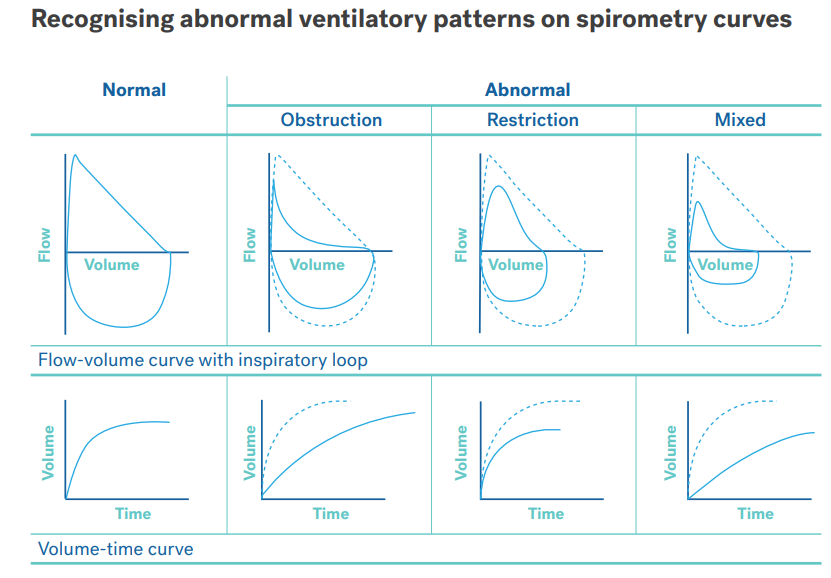 Recognising abnormal ventilatory patterns on spirometry curves
Normal
Abnormal
Obstruction
Restriction
Mixed
Flow
Volume
Flow
Volume
Flow
Volume
Flow
Volume
Flow-volume curve with inspiratory loop
Volume
Time
Volume
Time
Volume
Time
Volume
Time
Volume-time curve